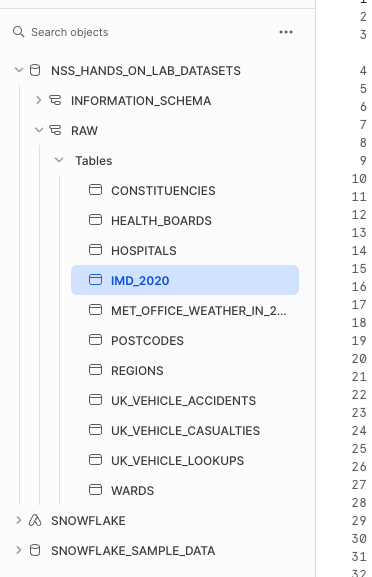 1
2
Search objects
3
NSS_HANDS_ON_LAB_DATASETS
4
5
INFORMATION_SCHEMA
6
RAW
7
8
Tables
9
10
CONSTITUENCIES
11
HEALTH_BOARDS
12
13
HOSPITALS
14
15
IMD_2020
16
MET_OFFICE_WEATHER_IN_2...
17
18
POSTCODES
19
REGIONS
20
21
UK_VEHICLE_ACCIDENTS
22
23
UK_VEHICLE_CASUALTIES
24
25
UK_VEHICLE_LOOKUPS
26
WARDS
27
28
SNOWFLAKE
29
30
SNOWFLAKE_SAMPLE_DATA
31
32